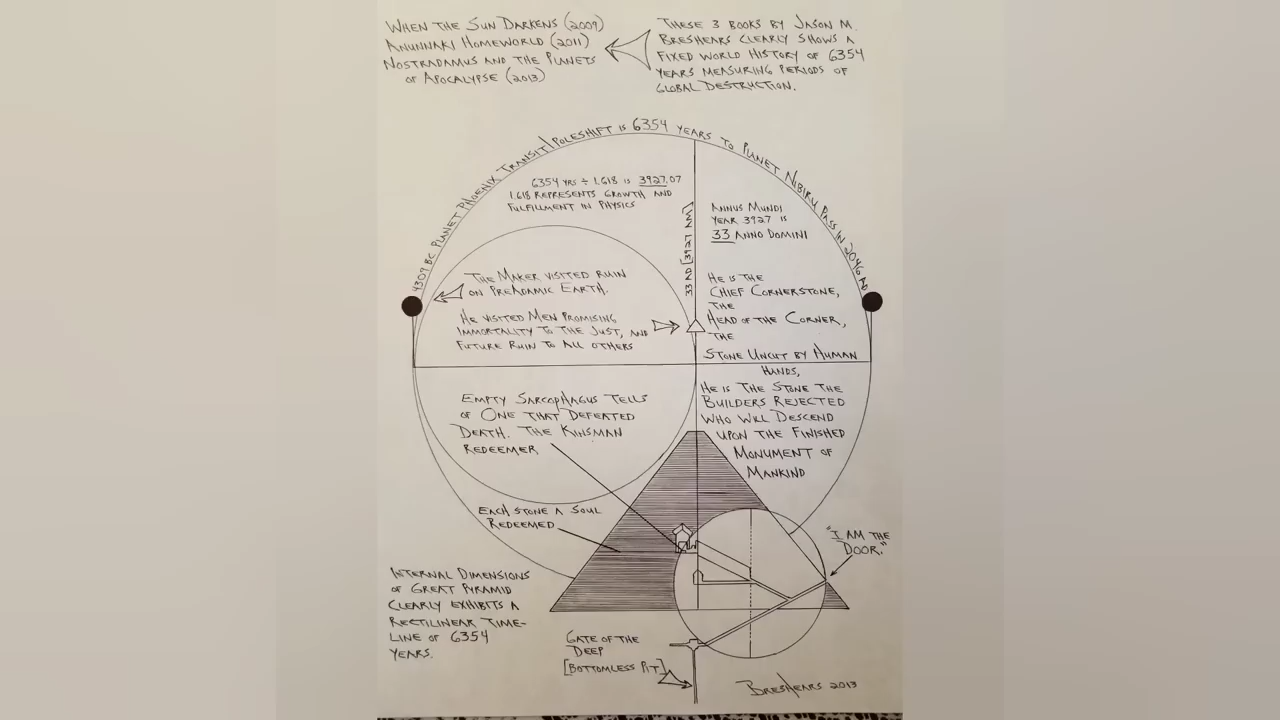 When the Sun Darkens (2009)
Anunnaki Homeworld (2011)
Nostradamus and the Planets
of Apocalypse (2013)
These 3 Books by Jason M.
Breshears clearly shows a
fixed world history of 6354
years measuring periods of
global destruction.
4309 BC Planet Phoenix Transit/Poleshift is 6354 years to Planet Nibiru Pass in 2046 AD
6354 yrs ÷ 1.618 is 3927.07
1.618 represents growth and
fulfillment in physics
33 AD [3927 AM]
Annus Mundi
Year 3927 is
33 Anno Domini
The Maker visited ruin
on PreAdamic Earth.
He visited Men promising
immortality to the Just, and
future ruin to all others
He is the
Chief Cornerstone,
the
Head of the Corner,
the
Stone Uncut by Human
Hands,
He is the Stone the
Builders Rejected
who will descend
upon the Finished
Monument of
Mankind
Empty Sarcophagus tells
of One that Defeated
Death. The Kinsman
Redeemer
Each Stone a Soul
Redeemed
"I am the
Door."
Internal Dimensions
of Great Pyramid
clearly exhibits a
rectilinear time-
line of 6354
years.
Gate of the
Deep
[Bottomless Pit]
Breshears 2013